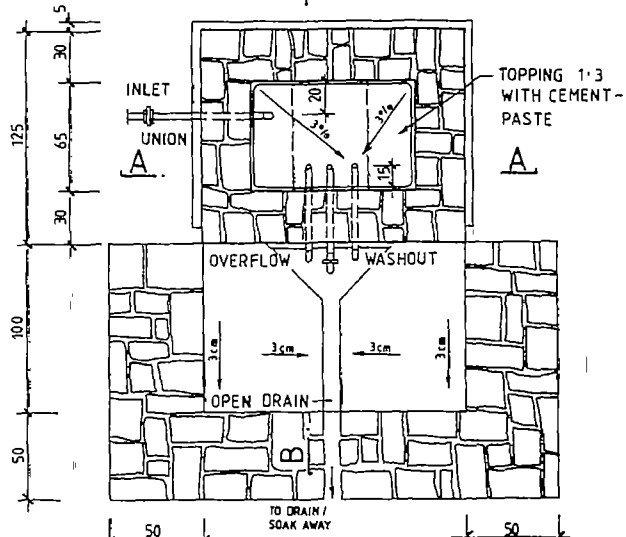 5
30
125
65
30
100
50
INLET
UNION
A
20
3%
3%
15
TOPPING 1:3
WITH CEMENT-
PASTE
A
OVERFLOW
WASHOUT
3cm
3cm
3cm
3cm
OPEN DRAIN
B
TO DRAIN/
SOAK AWAY
50
50